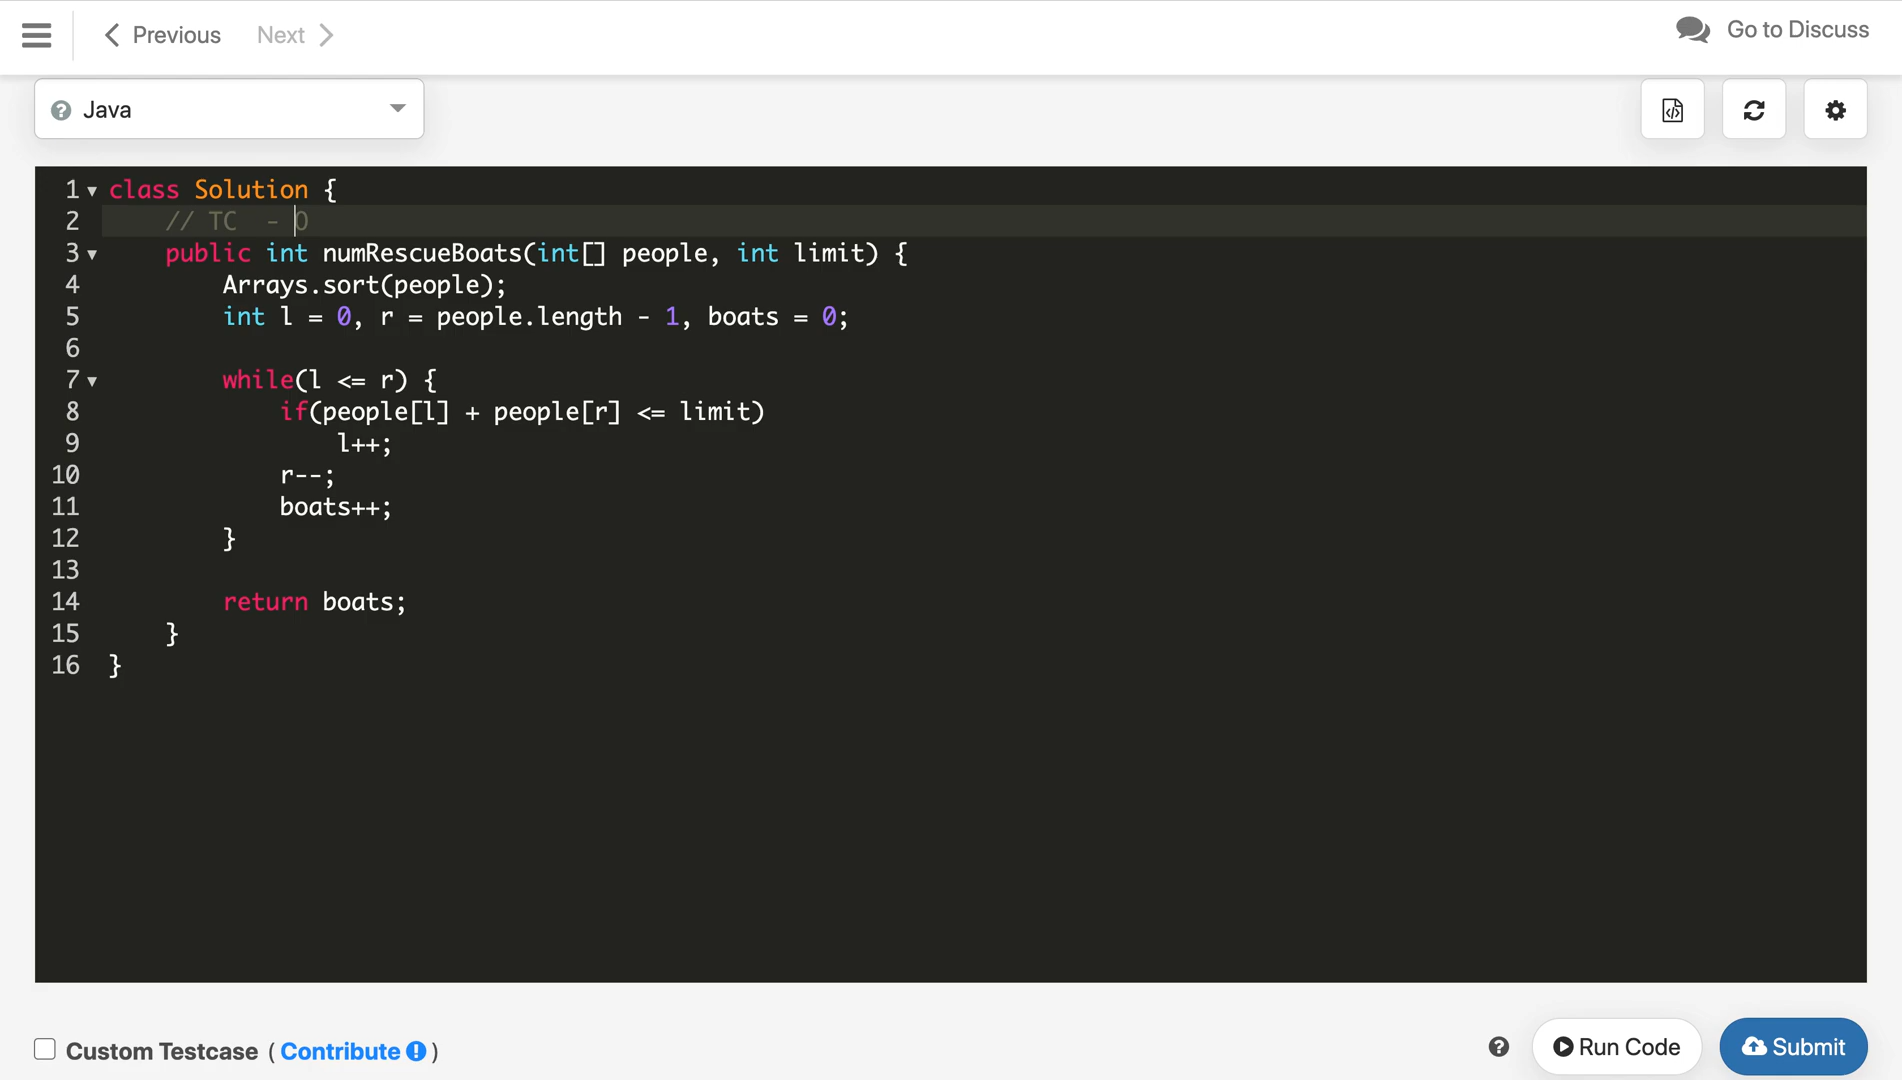 Previous Next Go to Discuss
Java
1 class Solution {
2 // TC  - O
3 public int numRescueBoats(int[] people, int limit) {
4 Arrays.sort(people);
5 int l = 0, r = people.length - 1, boats = 0;
6
7 while(l <= r) {
8 if(people[l] + people[r] <= limit)
9 l++;
10 r--;
11 boats++;
12 }
13
14 return boats;
15 }
16 }
Custom Testcase ( Contribute ) Run Code Submit